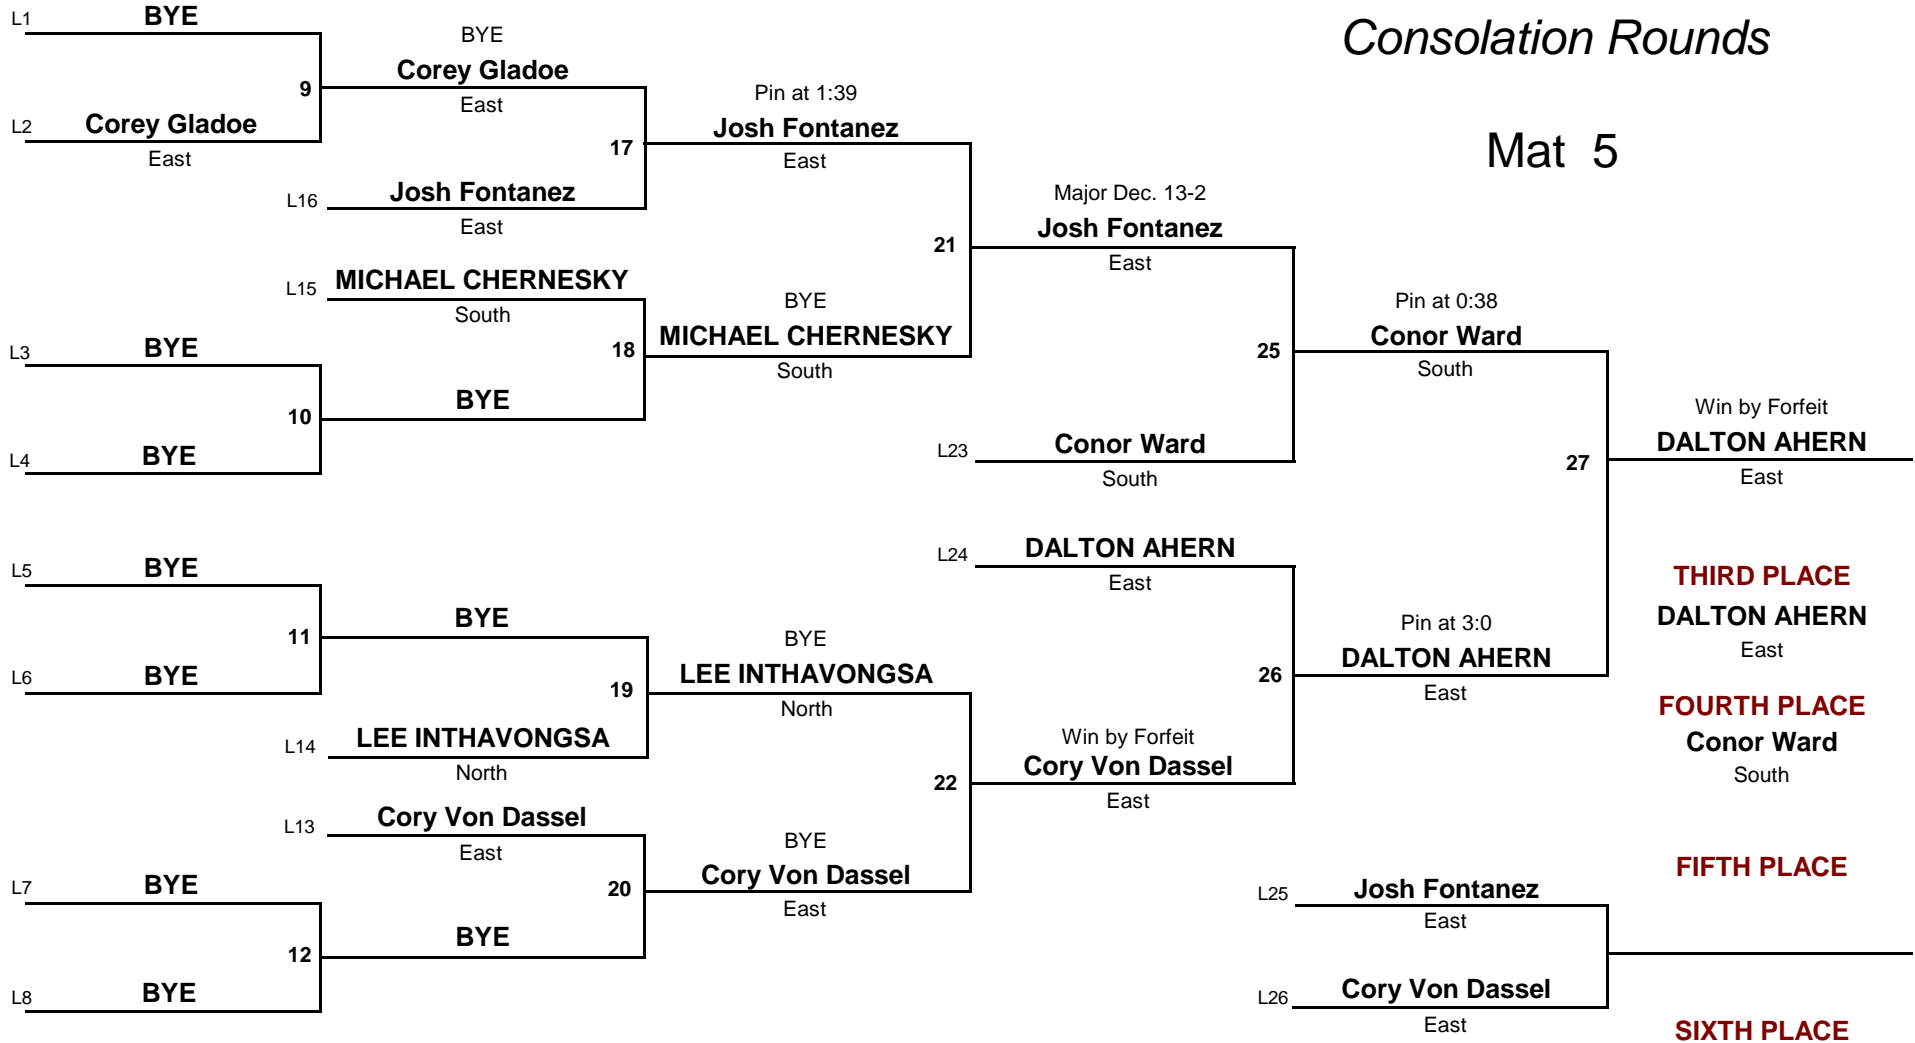 Consolation Rounds
Mat 5
L1 BYE
9
L2 Corey Gladoe
East
BYE
Corey Gladoe
East
17
L16 Josh Fontanez
East
Pin at 1:39
Josh Fontanez
East
L15 MICHAEL CHERNESKY
South
18
L3 BYE
10
L4 BYE
BYE
BYE
MICHAEL CHERNESKY
South
21
Major Dec. 13-2
Josh Fontanez
East
25
L23 Conor Ward
South
Pin at 0:38
Conor Ward
South
27
Win by Forfeit
DALTON AHERN
East
L5 BYE
11
L6 BYE
BYE
19
L14 LEE INTHAVONGSA
North
BYE
LEE INTHAVONGSA
North
22
L13 Cory Von Dassel
East
20
L7 BYE
12
L8 BYE
BYE
BYE
Cory Von Dassel
East
L24 DALTON AHERN
East
26
Win by Forfeit
Cory Von Dassel
East
Pin at 3:0
DALTON AHERN
East
THIRD PLACE
DALTON AHERN
East
FOURTH PLACE
Conor Ward
South
FIFTH PLACE
L25 Josh Fontanez
East
L26 Cory Von Dassel
East
SIXTH PLACE